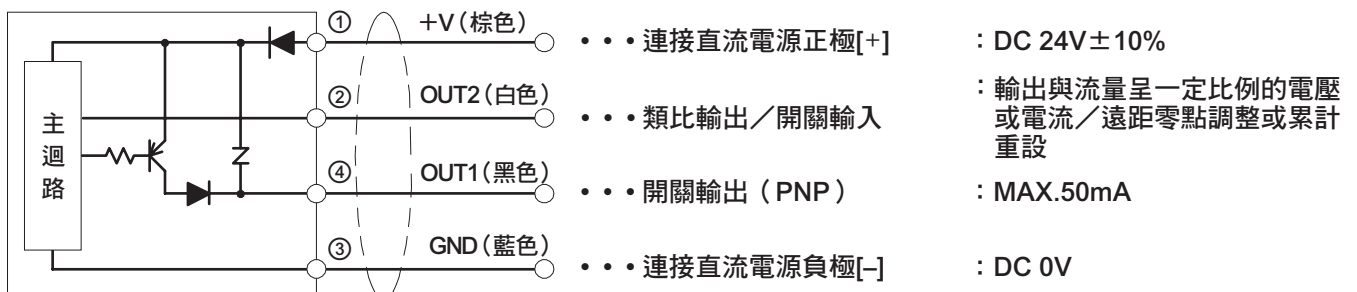 ① +V(棕色) ・・・連接直流電源正極[+] :DC 24V±10%
② OUT2(白色) ・・・類比輸出/開關輸入 :輸出與流量呈一定比例的電壓
或電流/遠距零點調整或累計
重設
主迴路
④ OUT1(黑色) ・・・開關輸出(PNP) :MAX.50mA
③ GND(藍色) ・・・連接直流電源負極[–] :DC 0V